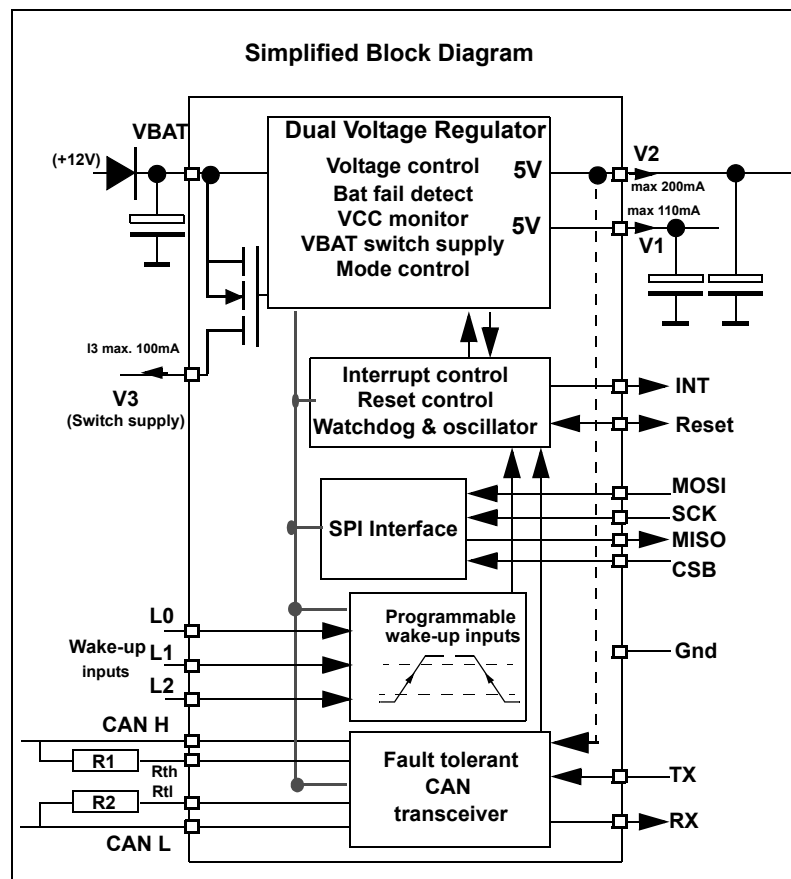 Simplified Block Diagram
VBAT
(+12V)
Dual Voltage Regulator
Voltage control
Bat fail detect
VCC monitor
VBAT switch supply
Mode control
5V
5V
V2
max 200mA
max 110mA
V1
I3 max. 100mA
V3
(Switch supply)
Interrupt control
Reset control
Watchdog & oscillator
INT
Reset
SPI Interface
MOSI
SCK
MISO
CSB
L0
Wake-up
inputs
L1
L2
Programmable
wake-up inputs
Gnd
CAN H
R1
Rth
Rtl
R2
CAN L
Fault tolerant
CAN
transceiver
TX
RX